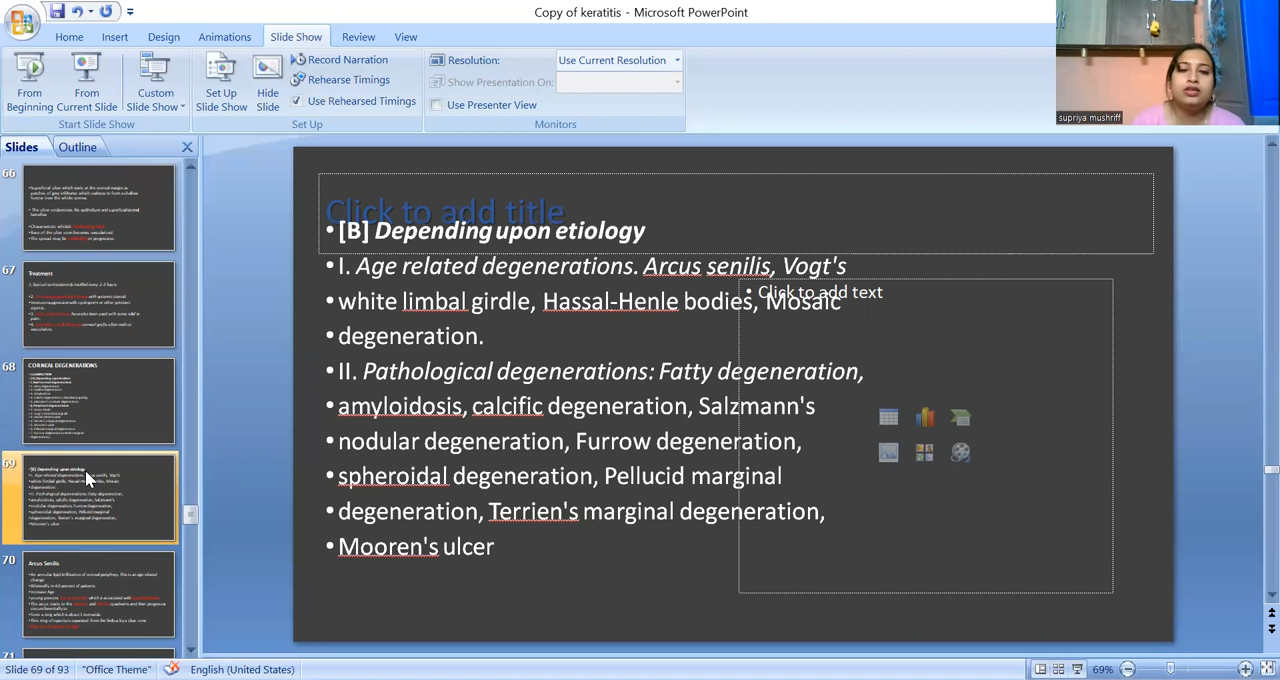 Copy of keratitis - Microsoft PowerPoint
Home Insert Design Animations Slide Show Review View
From Beginning
From Current Slide
Custom Slide Show
Start Slide Show
Set Up Slide Show
Hide Slide
Record Narration
Rehearse Timings
Use Rehearsed Timings
Set Up
Resolution: Use Current Resolution
Show Presentation On:
Use Presenter View
Monitors
supriya mushriff
Slides Outline
66
67
Treatment
68
CORNEAL DEGENERATIONS
69
[B] Depending upon etiology
70
Arcus Senilis
71
Click to add title
• [B] Depending upon etiology
• I. Age related degenerations. Arcus senilis, Vogt's
Click to add text
• white limbal girdle, Hassal-Henle bodies, Mosaic
• degeneration.
• II. Pathological degenerations: Fatty degeneration,
• amyloidosis, calcific degeneration, Salzmann's
• nodular degeneration, Furrow degeneration,
• spheroidal degeneration, Pellucid marginal
• degeneration, Terrien's marginal degeneration,
• Mooren's ulcer
Slide 69 of 93 "Office Theme" English (United States) 69%